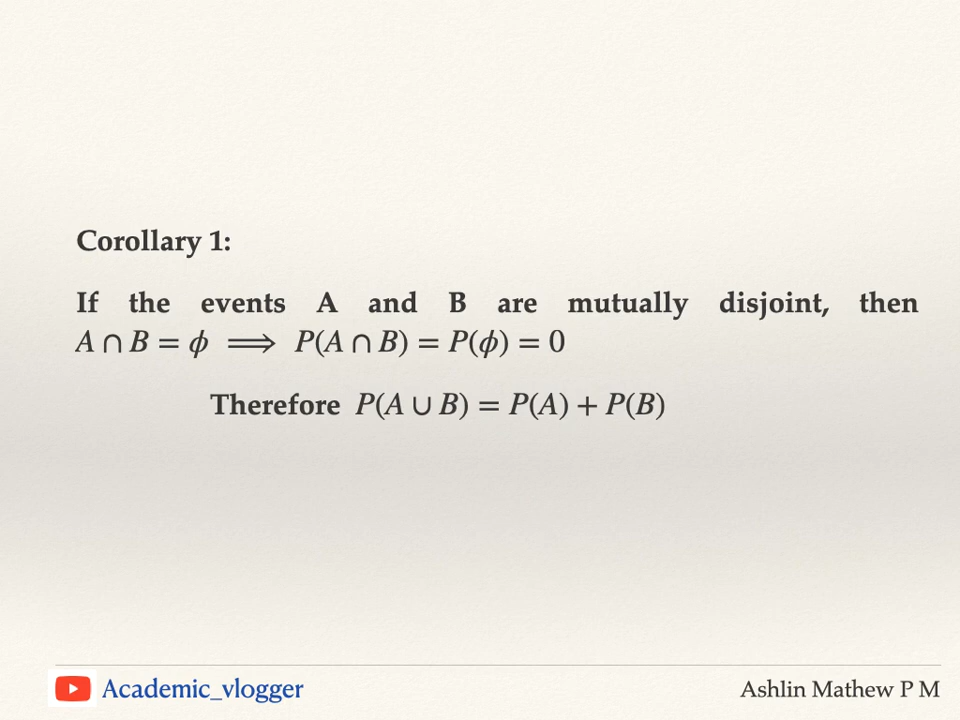 Corollary 1:
If the events A and B are mutually disjoint, then
A ∩ B = ϕ ⟹ P(A ∩ B) = P(ϕ) = 0
Therefore P(A ∪ B) = P(A) + P(B)
Academic_vlogger
Ashlin Mathew P M